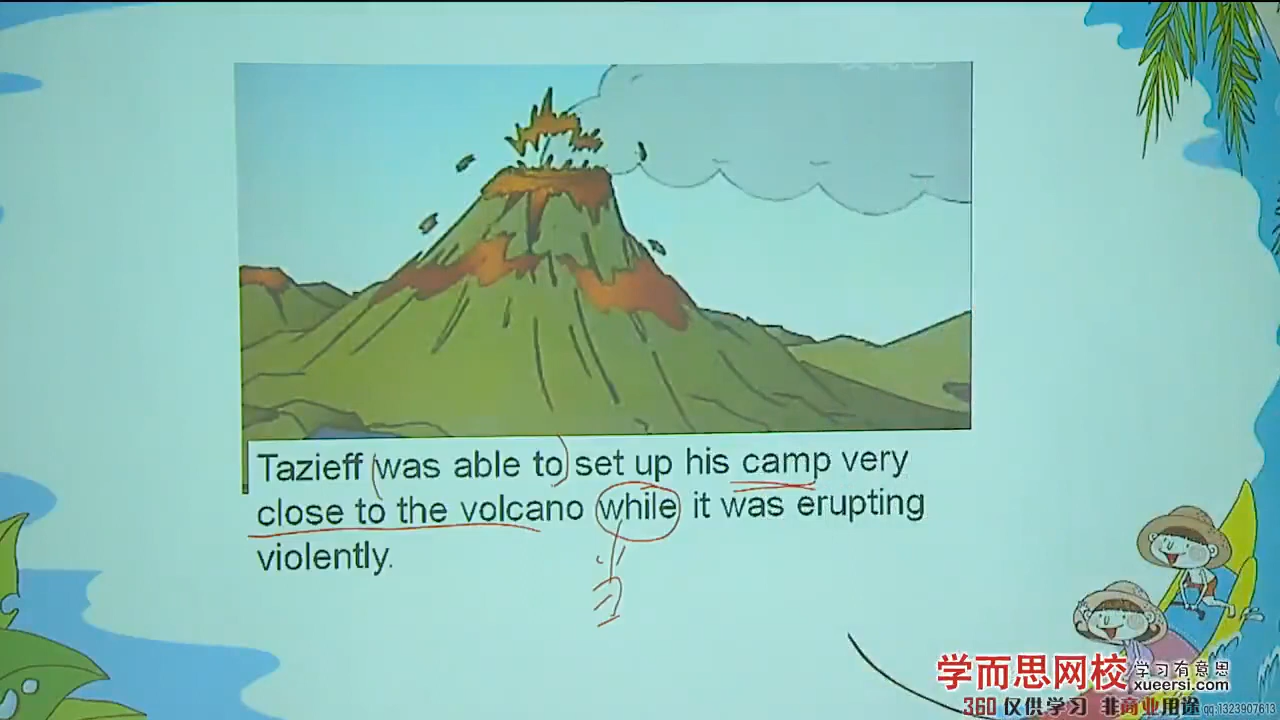 Tazieff was able to set up his camp very
close to the volcano while it was erupting
violently.
学而思网校 学习有意思
xueersi.com
360 仅供学习 非商业用途 qq:1323907613